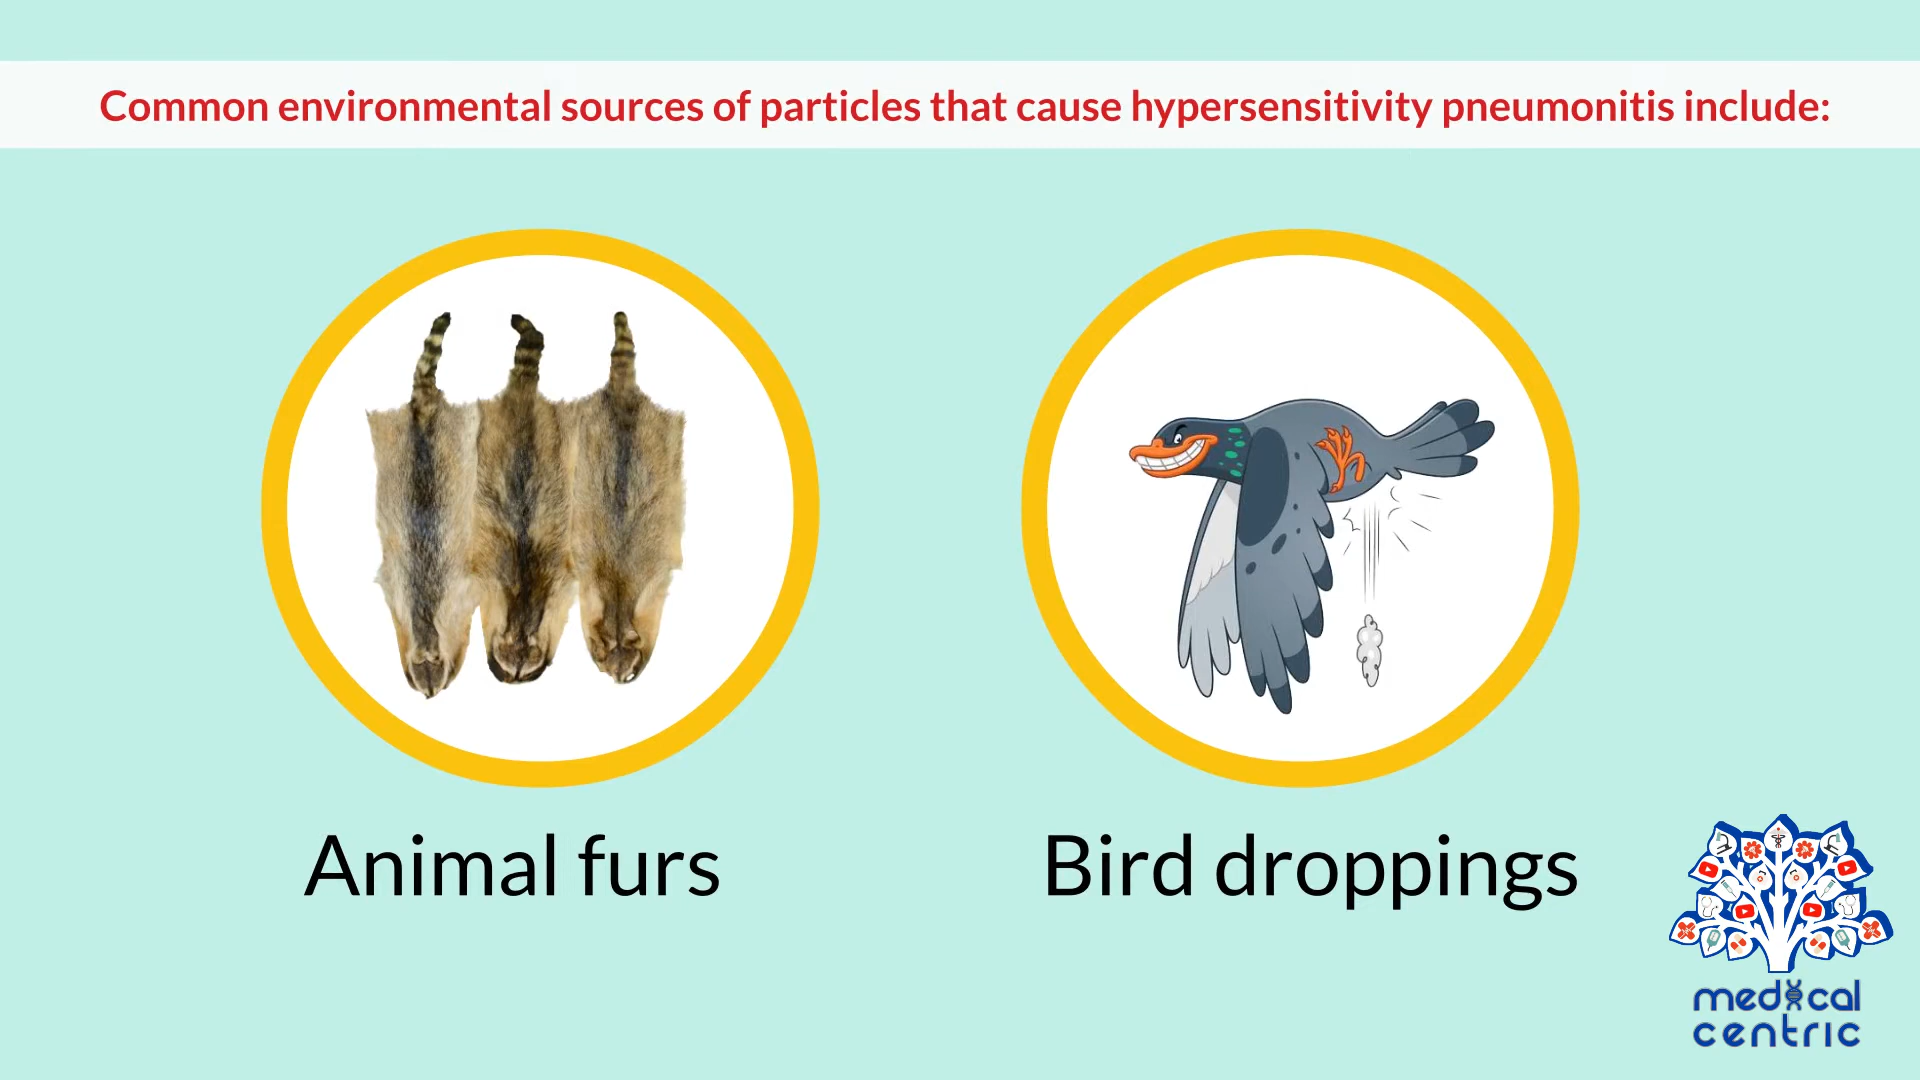 Common environmental sources of particles that cause hypersensitivity pneumonitis include:
Animal furs
Bird droppings
medical
centric